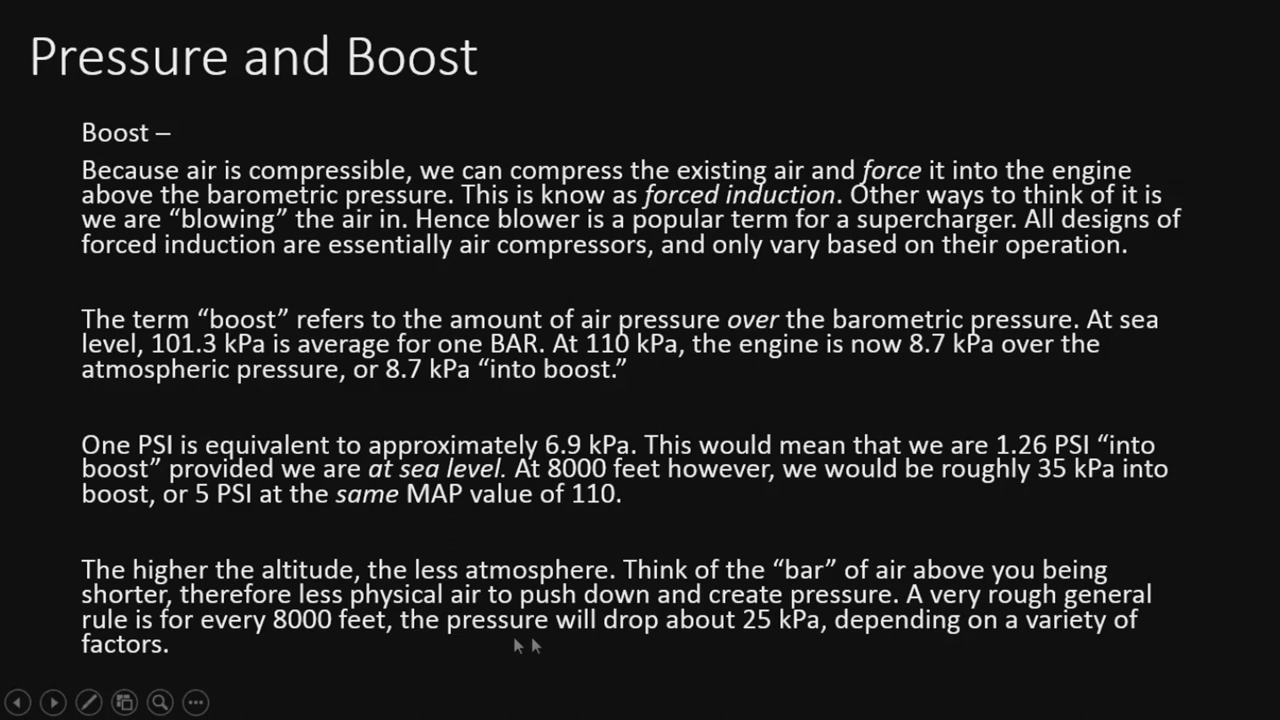 Pressure and Boost
Boost –
Because air is compressible, we can compress the existing air and force it into the engine
above the barometric pressure. This is know as forced induction. Other ways to think of it is
we are “blowing” the air in. Hence blower is a popular term for a supercharger. All designs of
forced induction are essentially air compressors, and only vary based on their operation.
The term “boost” refers to the amount of air pressure over the barometric pressure. At sea
level, 101.3 kPa is average for one BAR. At 110 kPa, the engine is now 8.7 kPa over the
atmospheric pressure, or 8.7 kPa “into boost.”
One PSI is equivalent to approximately 6.9 kPa. This would mean that we are 1.26 PSI “into
boost” provided we are at sea level. At 8000 feet however, we would be roughly 35 kPa into
boost, or 5 PSI at the same MAP value of 110.
The higher the altitude, the less atmosphere. Think of the “bar” of air above you being
shorter, therefore less physical air to push down and create pressure. A very rough general
rule is for every 8000 feet, the pressure will drop about 25 kPa, depending on a variety of
factors.